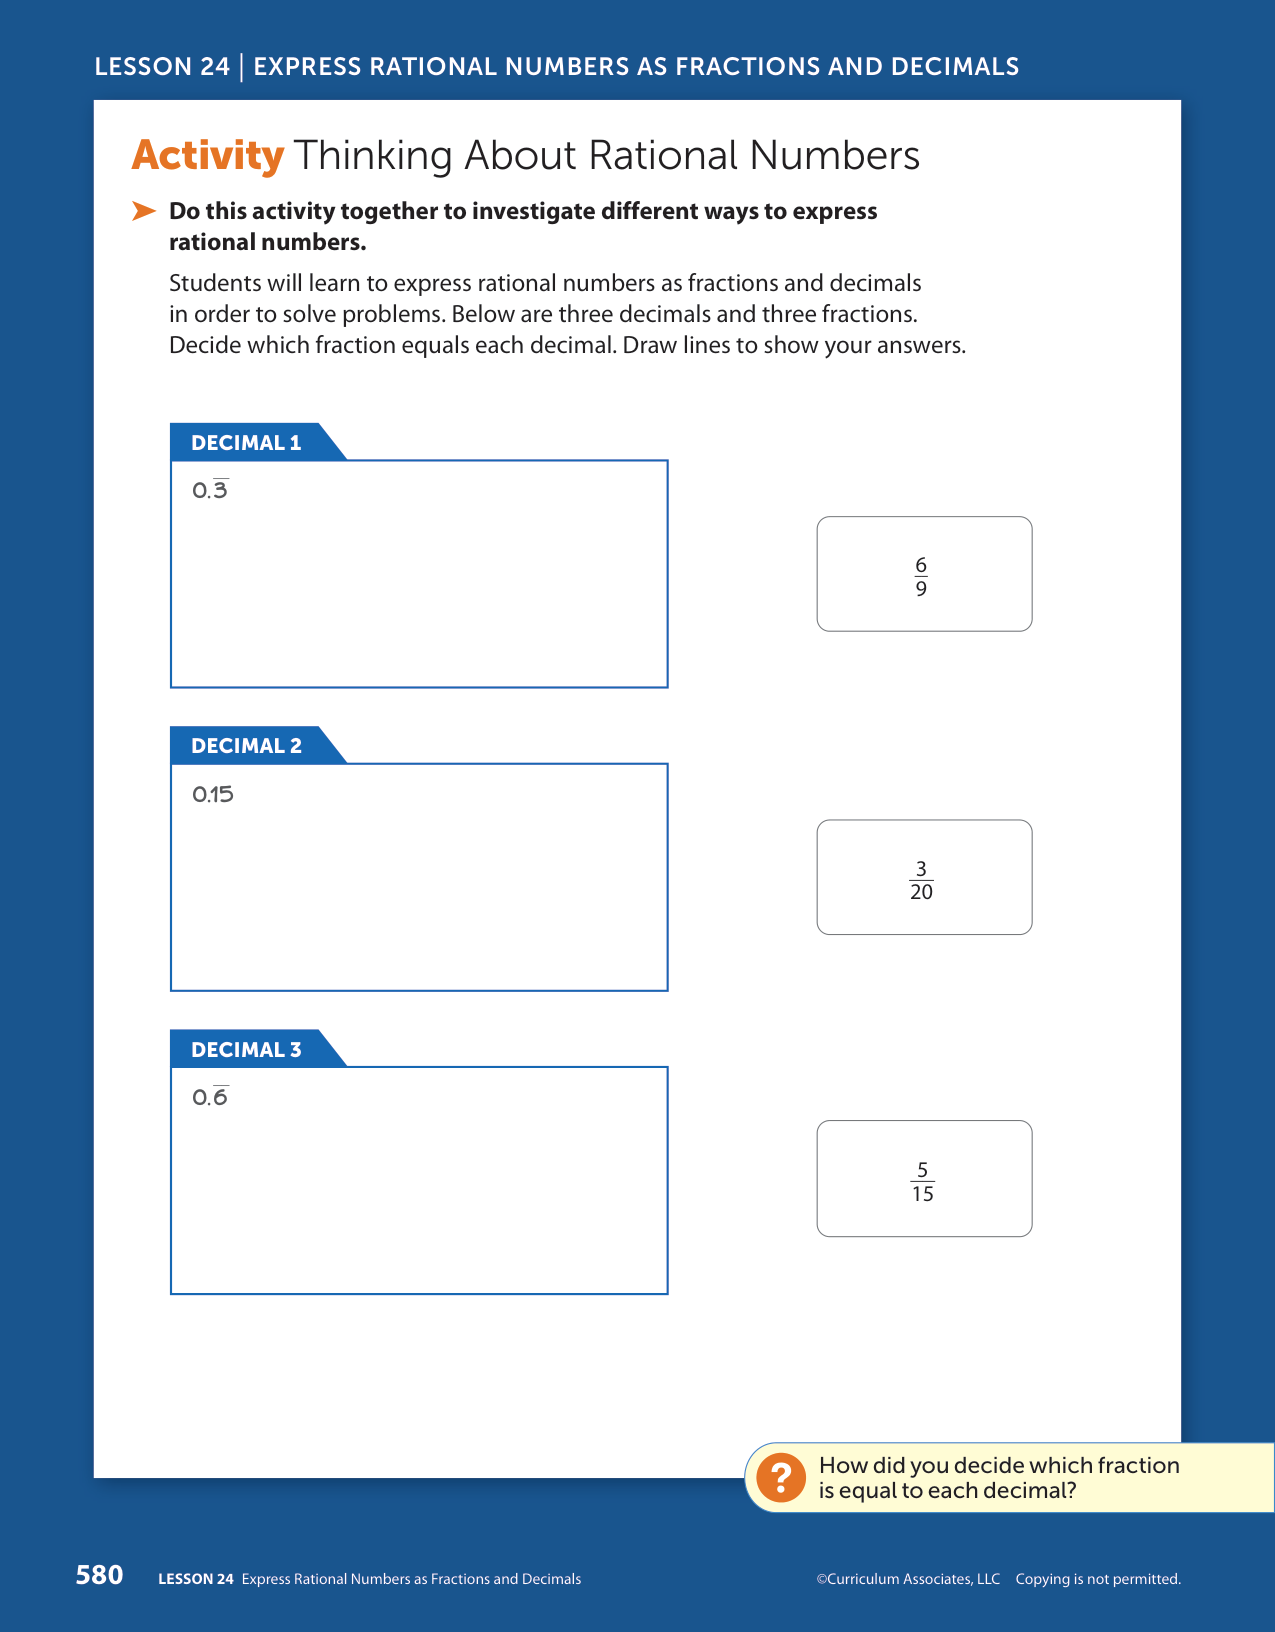 LESSON 24 | EXPRESS RATIONAL NUMBERS AS FRACTIONS AND DECIMALS
Activity Thinking About Rational Numbers
➤ Do this activity together to investigate different ways to express
rational numbers.
Students will learn to express rational numbers as fractions and decimals
in order to solve problems. Below are three decimals and three fractions.
Decide which fraction equals each decimal. Draw lines to show your answers.
DECIMAL 1
0.3̅
6
9
DECIMAL 2
0.15
3
20
DECIMAL 3
0.6̅
5
15
? How did you decide which fraction
is equal to each decimal?
580 LESSON 24 Express Rational Numbers as Fractions and Decimals ©Curriculum Associates, LLC Copying is not permitted.